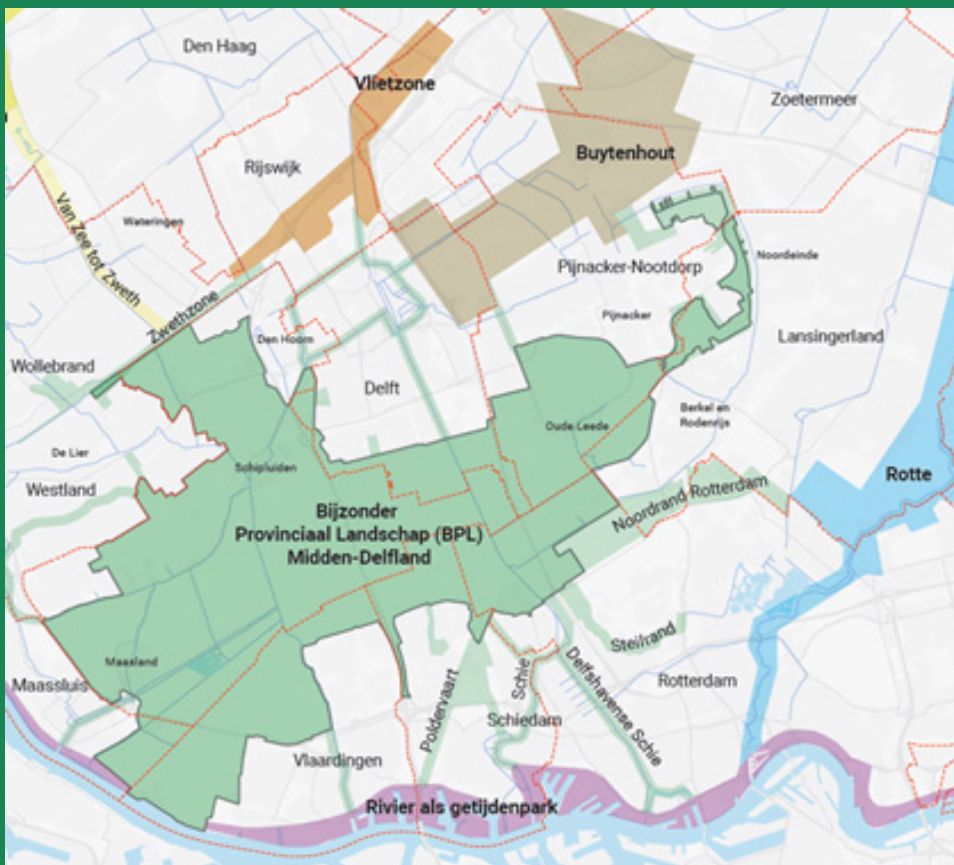 Den Haag
Vlietzone
Zoetermeer
Buytenhout
Rijswijk
Wateringen
Van Zee tot Zweth
Noordeinde
Pijnacker-Nootdorp
Zwethzone
Pijnacker
Den Hoorn
Lansingerland
Wollebrand
Delft
Berkel en
Rodenrijs
Oude Leede
De Lier
Schipluiden
Rotte
Westland
Noordrand Rotterdam
Bijzonder
Provinciaal Landschap (BPL)
Midden-Delfland
Steilrand
Maasland
Maassluis
Rotterdam
Schie
Delfshavense Schie
Poldervaart
Schiedam
Vlaardingen
Rivier als getijdenpark